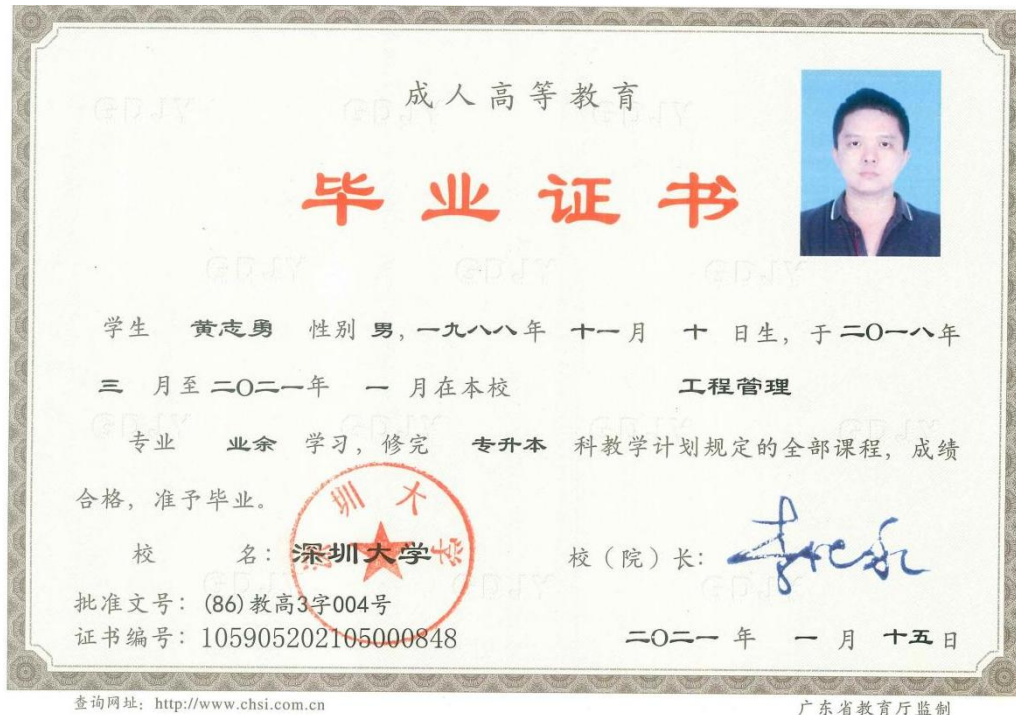 成人高等教育
毕业证书
学生 黄志勇 性别 男，一九八八年 十一月 十 日生，于 二O一八年
三 月至 二O二一年 一 月在本校 工程管理
专业 业余 学习，修完 专升本 科教学计划规定的全部课程，成绩
合格，准予毕业。
深圳大学
校 名：深圳大学 校（院）长：
批准文号：(86)教高3字004号
证书编号：105905202105000848 二O二一 年 一 月 十五 日
查询网址：http://www.chsi.com.cn 广东省教育厅监制